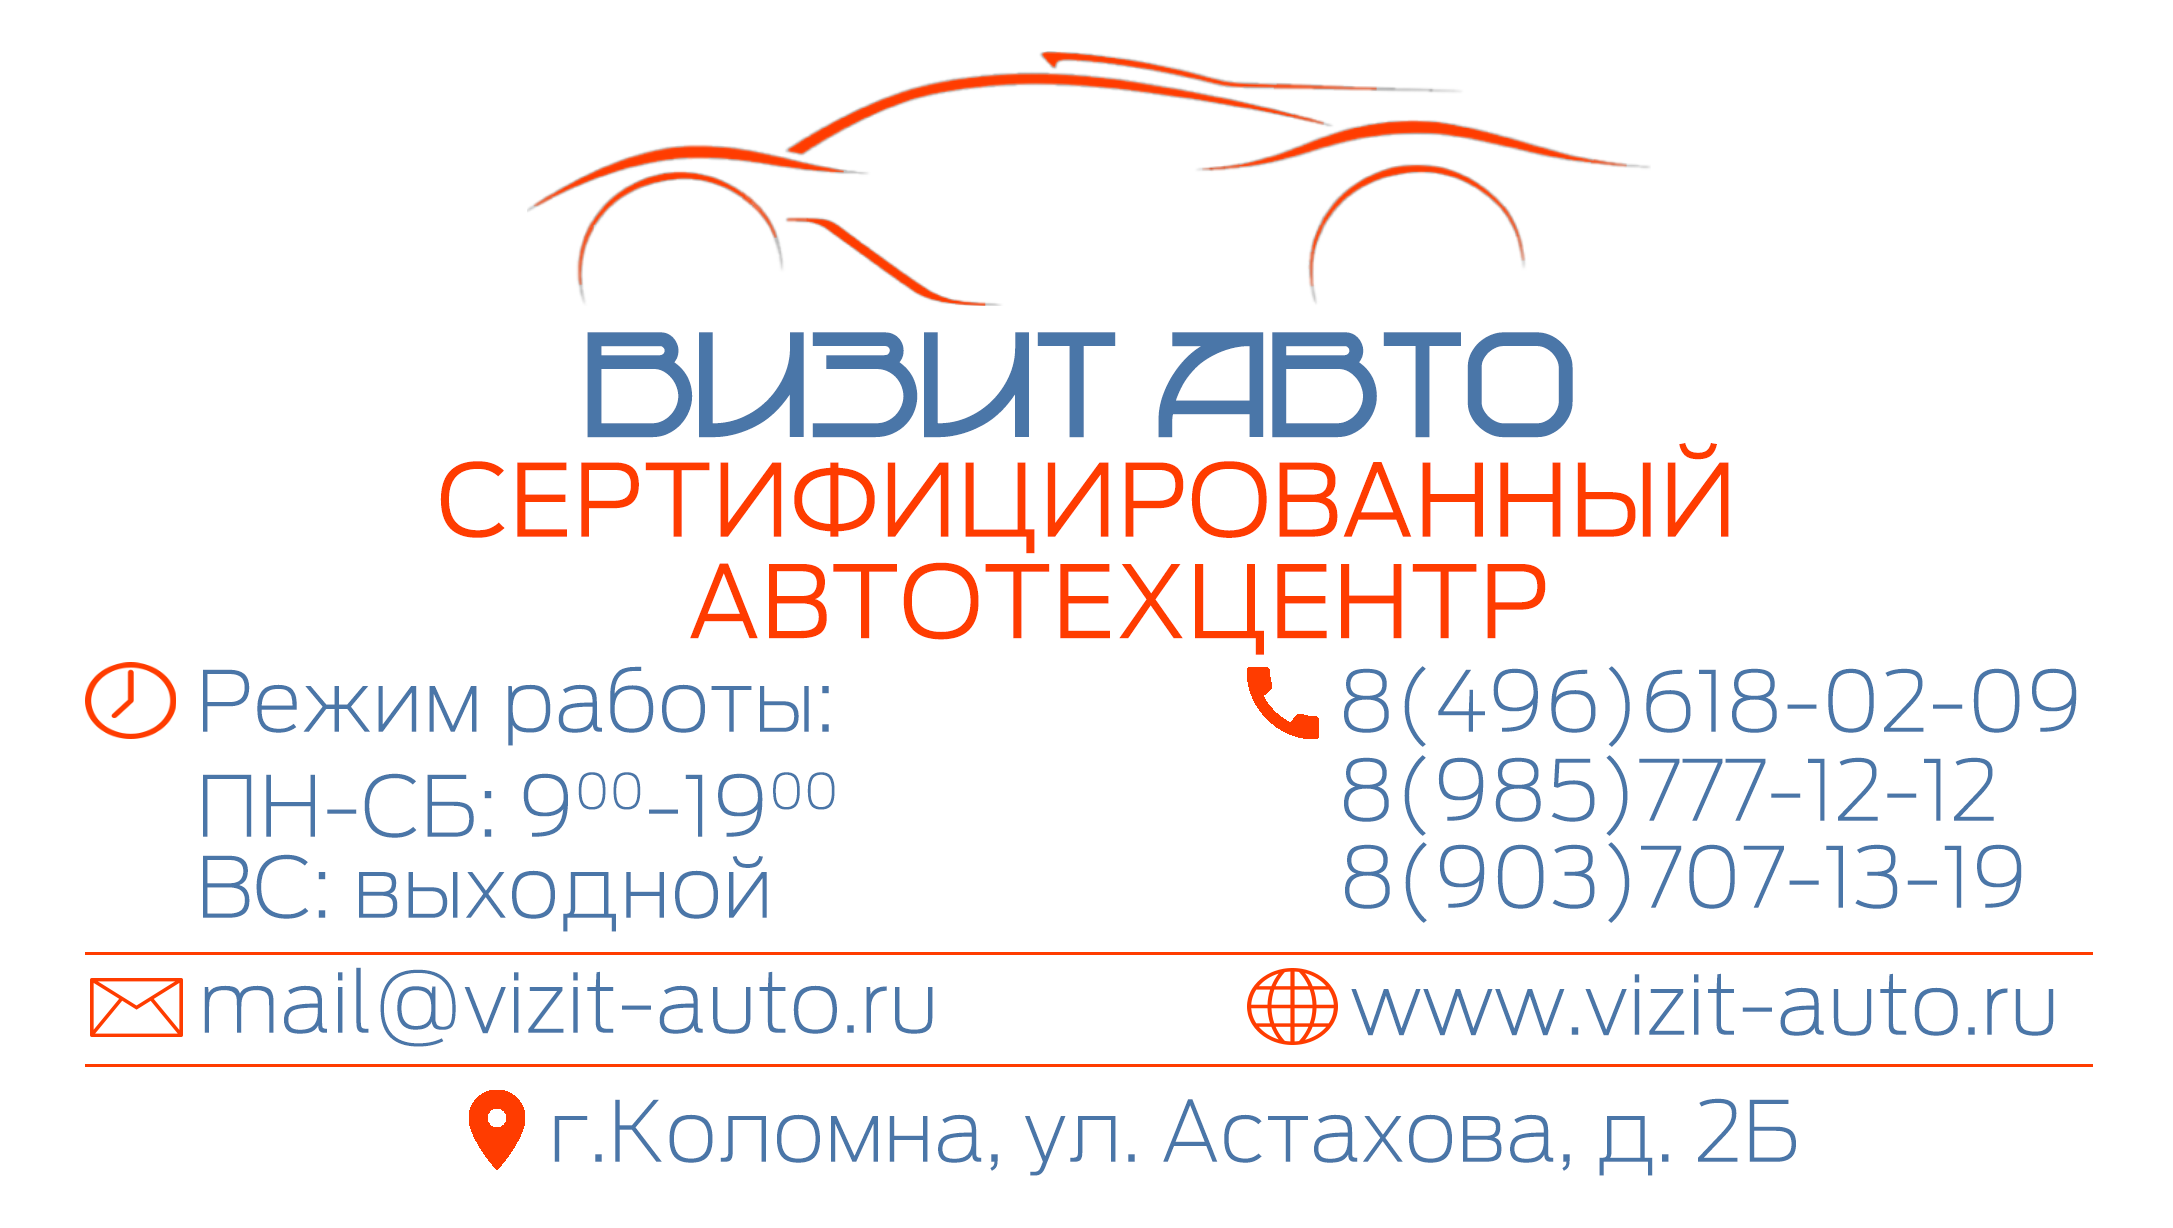 ВИЗИТ АВТО
СЕРТИФИЦИРОВАННЫЙ
АВТОТЕХЦЕНТР
Режим работы:
ПН-СБ: 9⁰⁰-19⁰⁰
ВС: выходной
8(496)618-02-09
8(985)777-12-12
8(903)707-13-19
mail@vizit-auto.ru
www.vizit-auto.ru
г.Коломна, ул. Астахова, д. 2Б